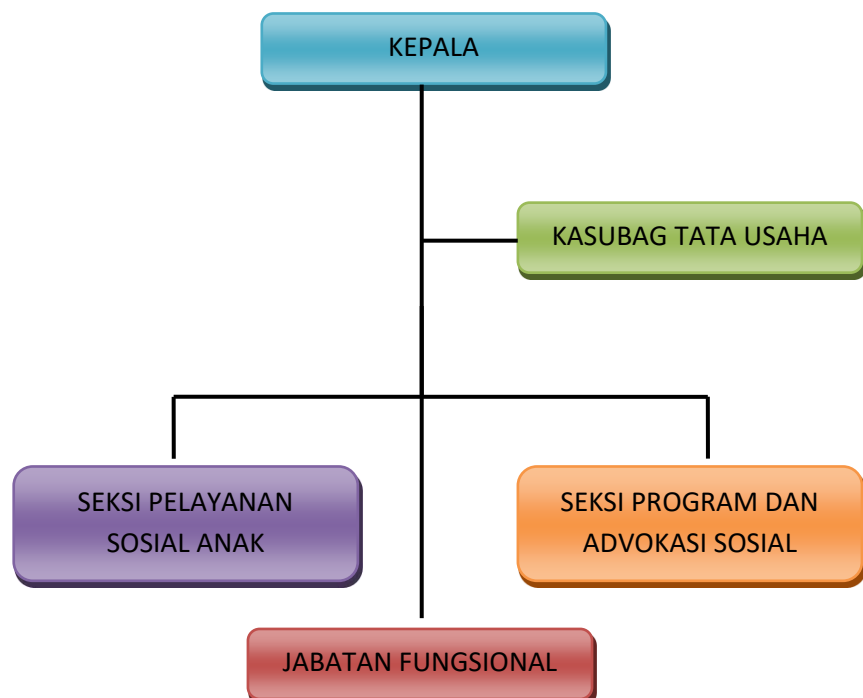 KEPALA
KASUBAG TATA USAHA
SEKSI PELAYANAN
SOSIAL ANAK
SEKSI PROGRAM DAN
ADVOKASI SOSIAL
JABATAN FUNGSIONAL